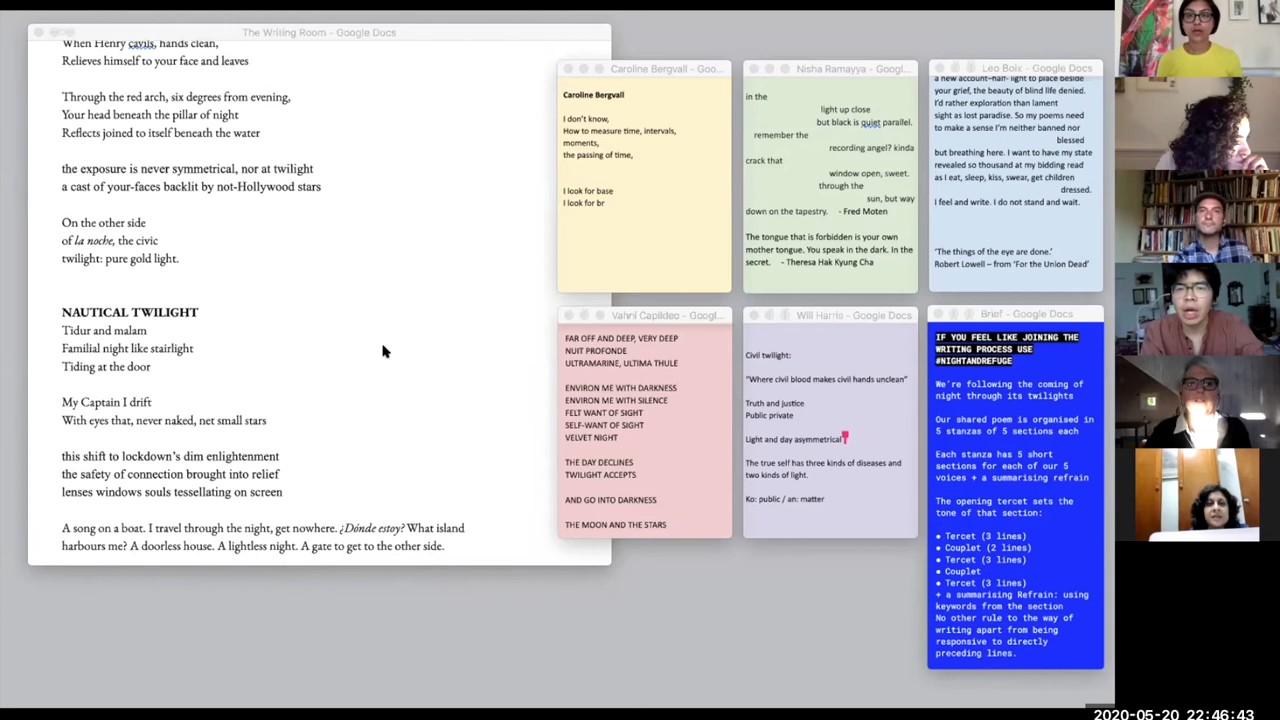 The Writing Room - Google Docs
When Henry cavils, hands clean,
Relieves himself to your face and leaves
Through the red arch, six degrees from evening,
Your head beneath the pillar of night
Reflects joined to itself beneath the water
the exposure is never symmetrical, nor at twilight
a cast of your-faces backlit by not-Hollywood stars
On the other side
of la noche, the civic
twilight: pure gold light.
NAUTICAL TWILIGHT
Tidur and malam
Familial night like stairlight
Tiding at the door
My Captain I drift
With eyes that, never naked, net small stars
this shift to lockdown's dim enlightenment
the safety of connection brought into relief
lenses windows souls tessellating on screen
A song on a boat. I travel through the night, get nowhere. ¿Dónde estoy? What island
harbours me? A doorless house. A lightless night. A gate to get to the other side.
Caroline Bergvall - Goo...
Caroline Bergvall
I don't know,
How to measure time, intervals,
moments,
the passing of time,
I look for base
I look for br
Nisha Ramayya - Googl...
in the
light up close
but black is quiet parallel.
remember the
recording angel? kinda
crack that
window open, sweet.
through the
sun, but way
down on the tapestry. - Fred Moten
The tongue that is forbidden is your own
mother tongue. You speak in the dark. In the
secret. - Theresa Hak Kyung Cha
Leo Boix - Google Docs
a new account–half- light to place beside
your grief, the beauty of blind life denied.
I'd rather exploration than lament
sight as lost paradise. So my poems need
to make a sense I'm neither banned nor
blessed
but breathing here. I want to have my state
revealed so thousand at my bidding read
as I eat, sleep, kiss, swear, get children
dressed.
I feel and write. I do not stand and wait.
'The things of the eye are done.'
Robert Lowell – from 'For the Union Dead'
Vahni Capildeo - Googl...
FAR OFF AND DEEP, VERY DEEP
NUIT PROFONDE
ULTRAMARINE, ULTIMA THULE
ENVIRON ME WITH DARKNESS
ENVIRON ME WITH SILENCE
FELT WANT OF SIGHT
SELF-WANT OF SIGHT
VELVET NIGHT
THE DAY DECLINES
TWILIGHT ACCEPTS
AND GO INTO DARKNESS
THE MOON AND THE STARS
Will Harris - Google Docs
Civil twilight:
"Where civil blood makes civil hands unclean"
Truth and justice
Public private
Light and day asymmetrical
The true self has three kinds of diseases and
two kinds of light.
Ko: public / an: matter
Brief - Google Docs
IF YOU FEEL LIKE JOINING THE
WRITING PROCESS USE
#NIGHTANDREFUGE
We're following the coming of
night through its twilights
Our shared poem is organised in
5 stanzas of 5 sections each
Each stanza has 5 short
sections for each of our 5
voices + a summarising refrain
The opening tercet sets the
tone of that section:
● Tercet (3 lines)
● Couplet (2 lines)
● Tercet (3 lines)
● Couplet
● Tercet (3 lines)
+ a summarising Refrain: using
keywords from the section
No other rule to the way of
writing apart from being
responsive to directly
preceding lines.
2020-05-20 22:46:43